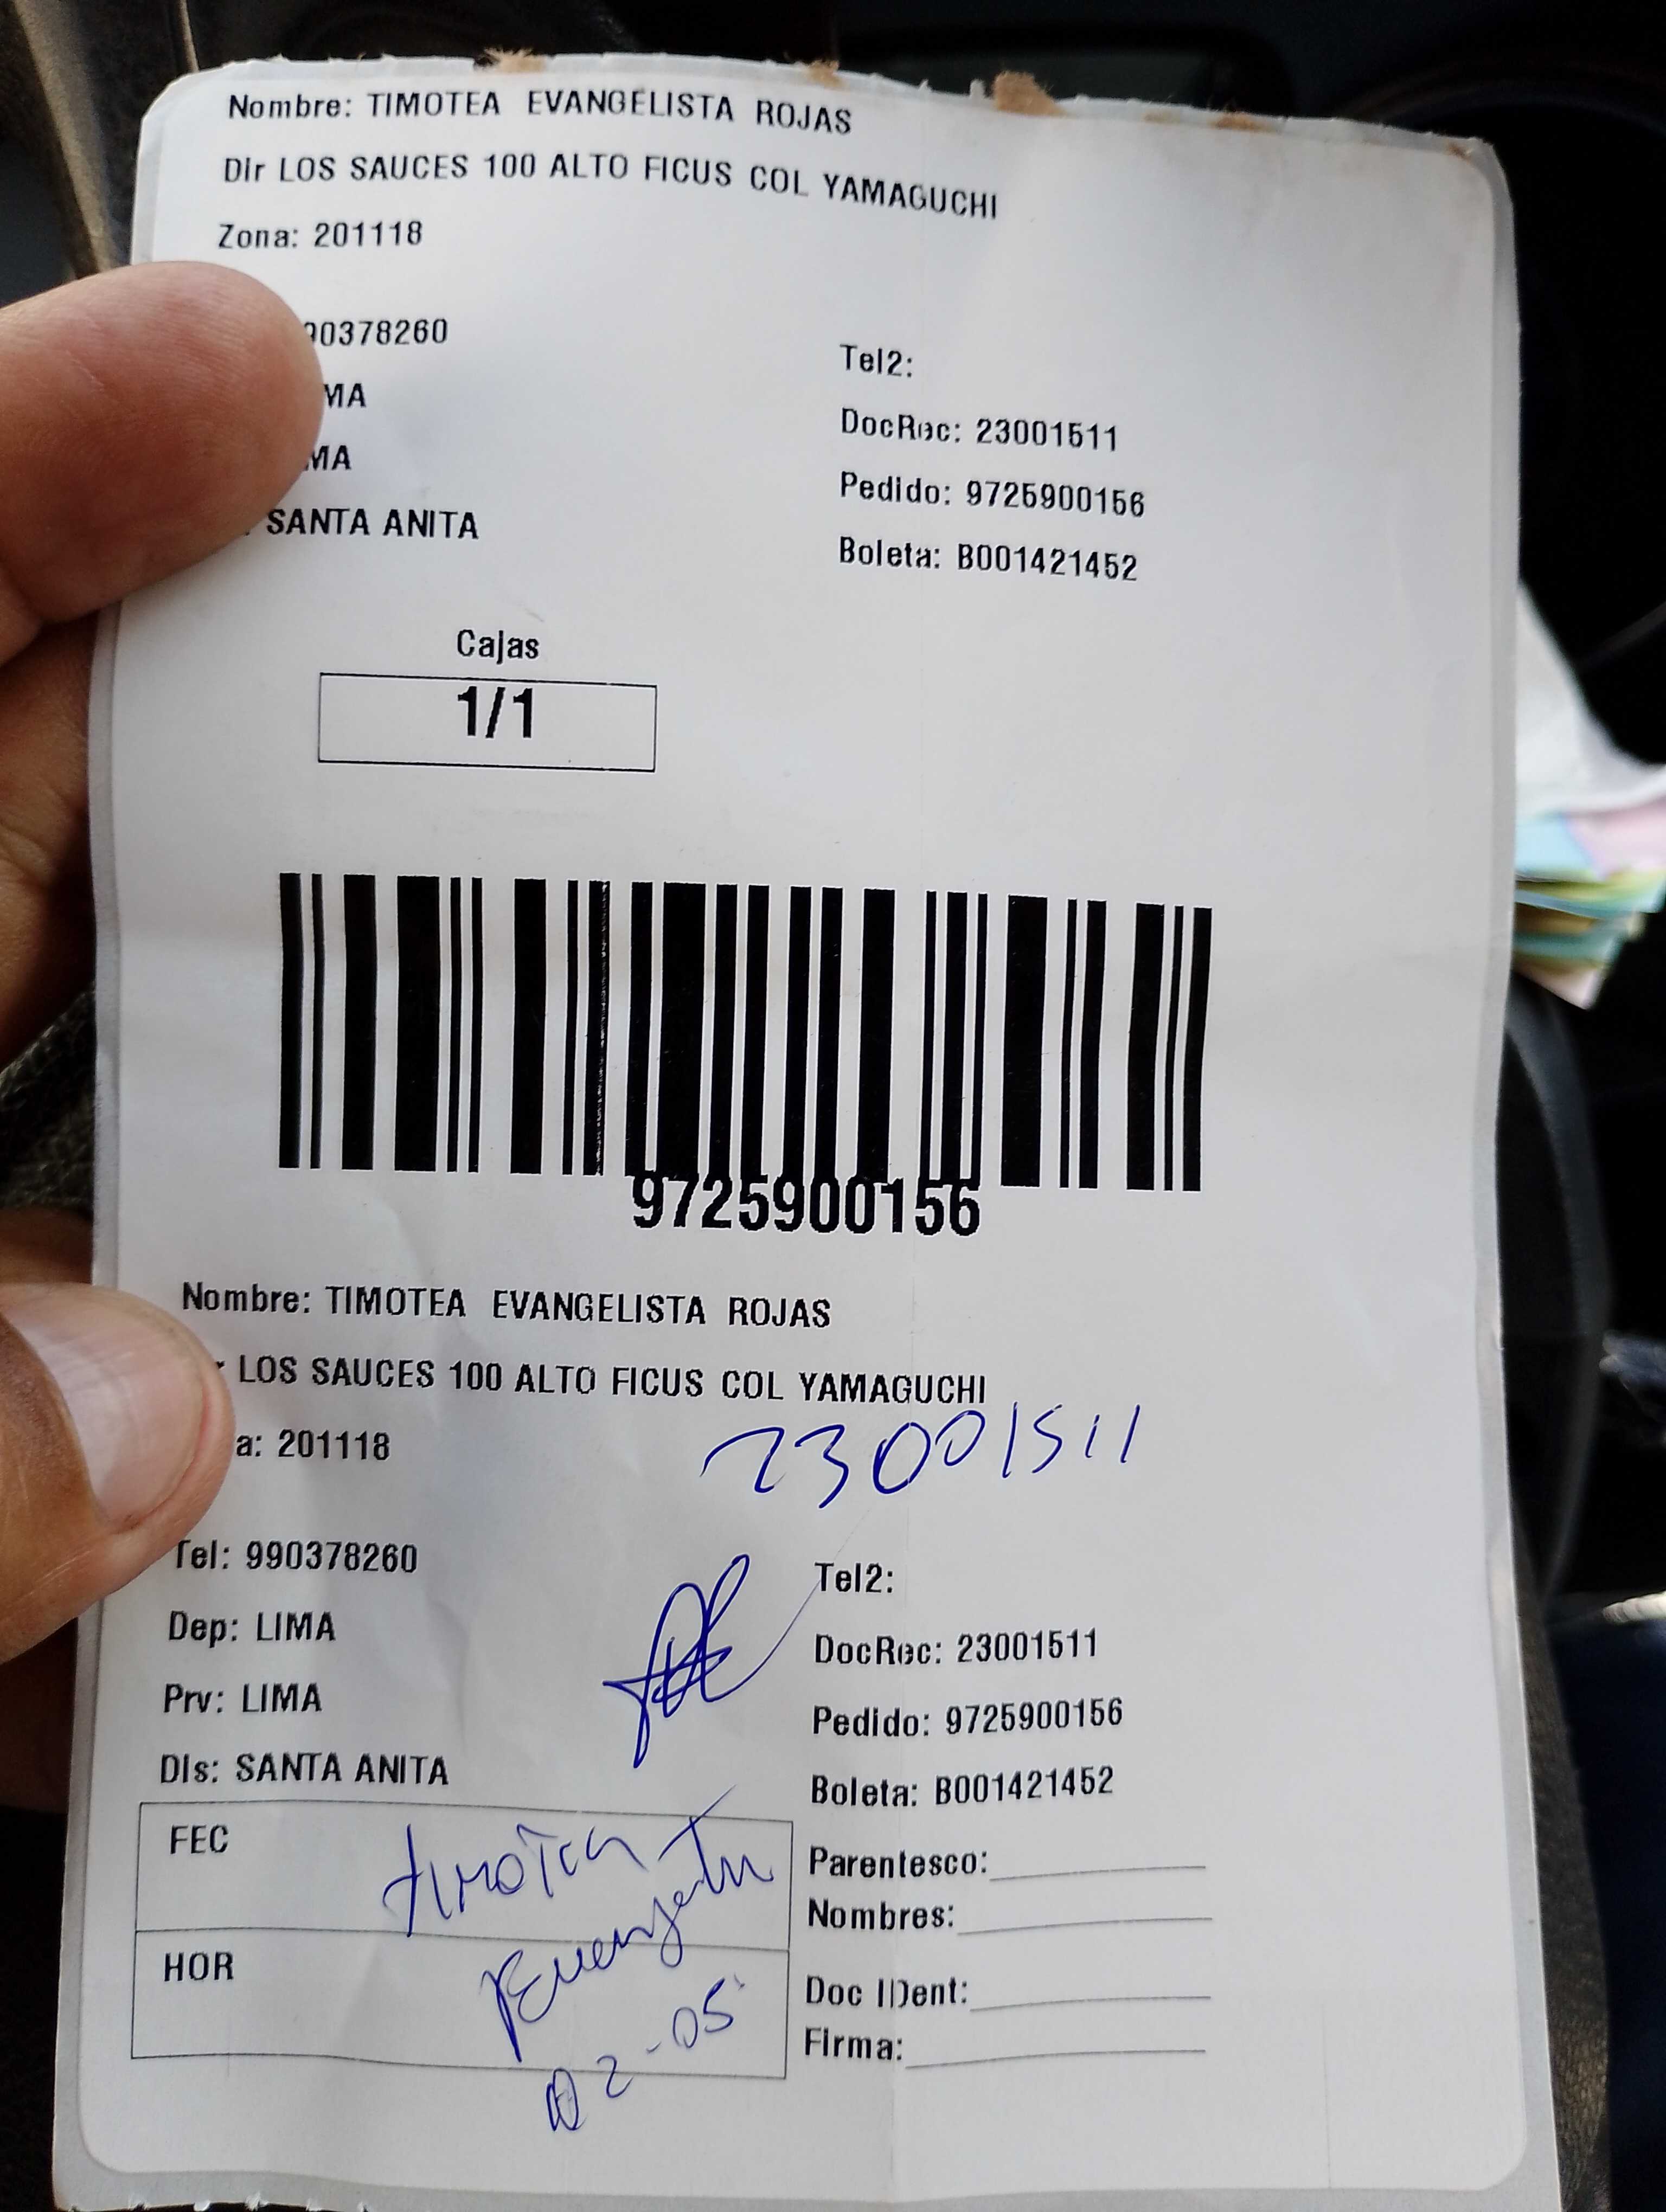 Nombre: TIMOTEA EVANGELISTA ROJAS
Dir LOS SAUCES 100 ALTO FICUS COL YAMAGUCHI
Zona: 201118
90378260
MA
MA
SANTA ANITA
Tel2:
DocRec: 23001511
Pedido: 9725900156
Boleta: B001421452
Cajas
1/1
9725900156
Nombre: TIMOTEA EVANGELISTA ROJAS
LOS SAUCES 100 ALTO FICUS COL YAMAGUCHI
a: 201118
23001511
Tel: 990378260
Dep: LIMA
Prv: LIMA
Dis: SANTA ANITA
Tel2:
DocRec: 23001511
Pedido: 9725900156
Boleta: B001421452
FEC
HOR
timotea
02-05
Parentesco:
Nombres:
Doc IDent:
Firma: